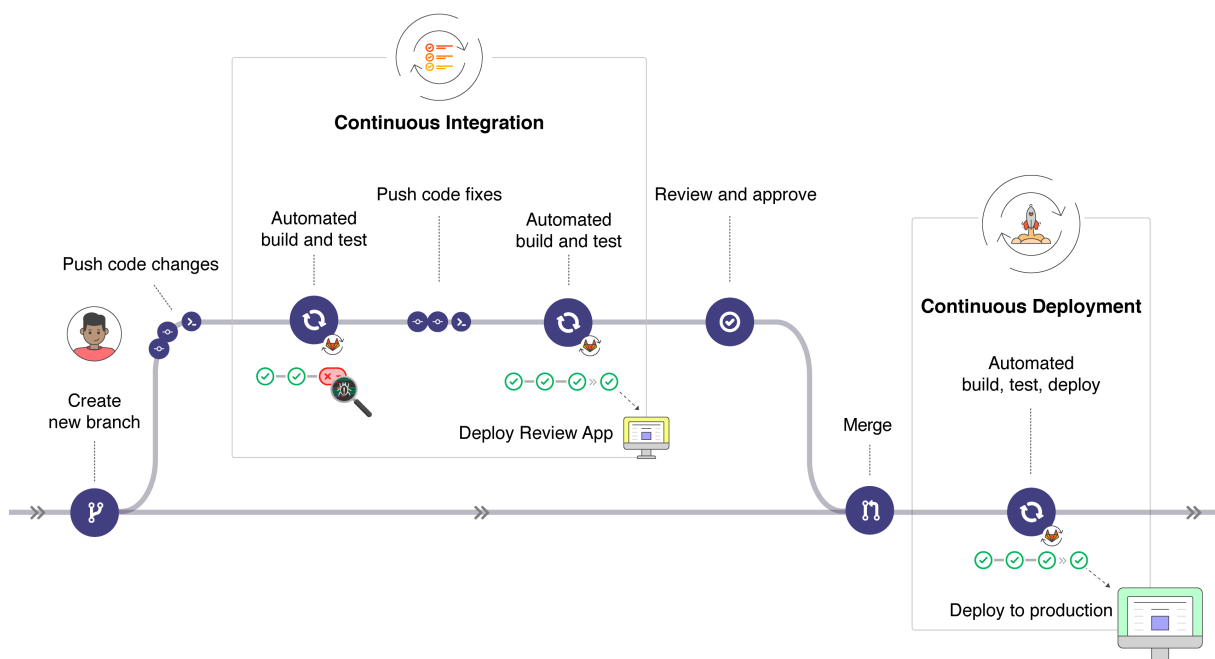 Continuous Integration
Push code fixes
Review and approve
Automated
build and test
Automated
build and test
Push code changes
Continuous Deployment
Automated
build, test, deploy
Create
new branch
Deploy Review App
Merge
Deploy to production